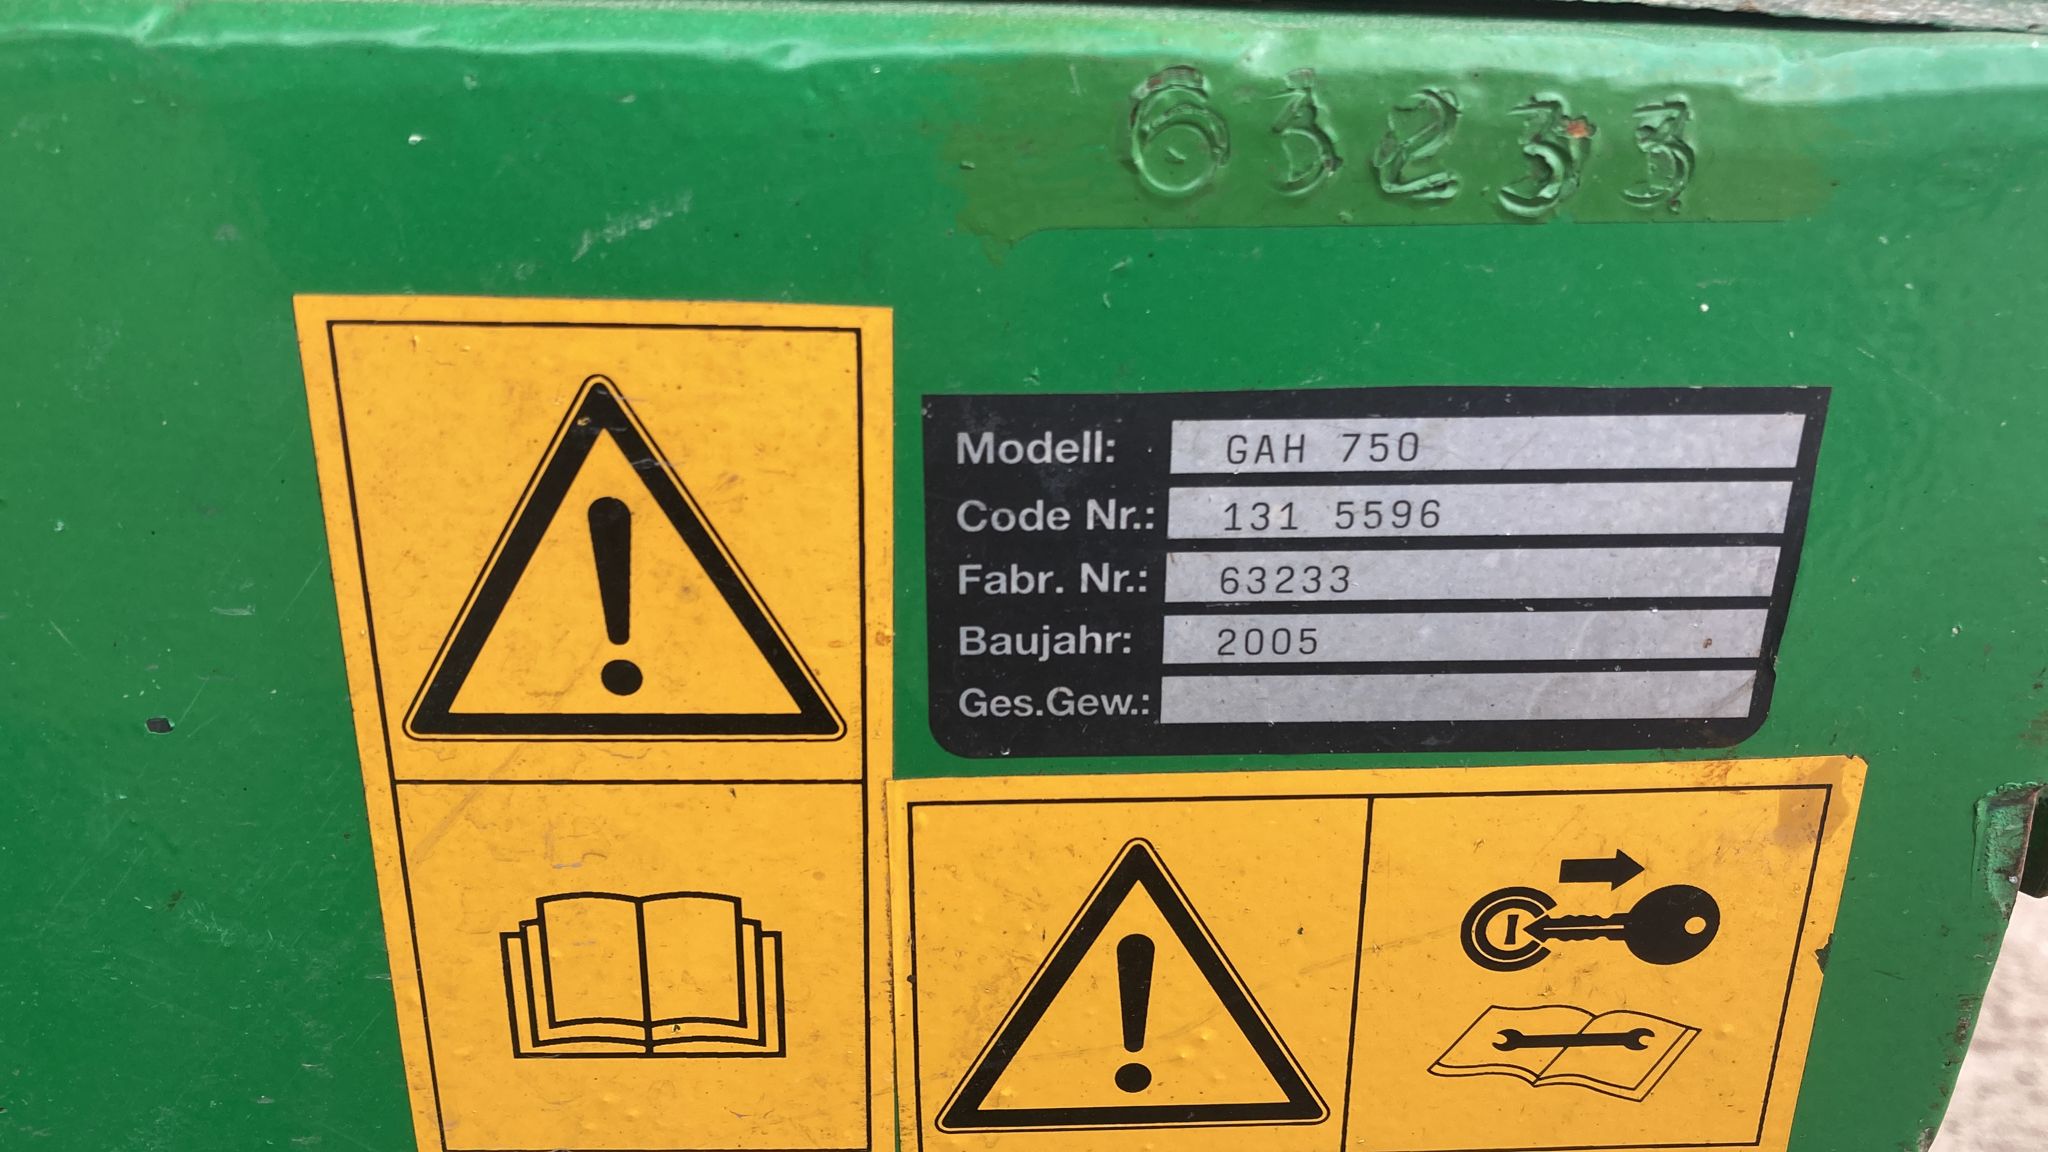 63233
Modell: GAH 750
Code Nr.: 131 5596
Fabr. Nr.: 63233
Baujahr: 2005
Ges.Gew.: